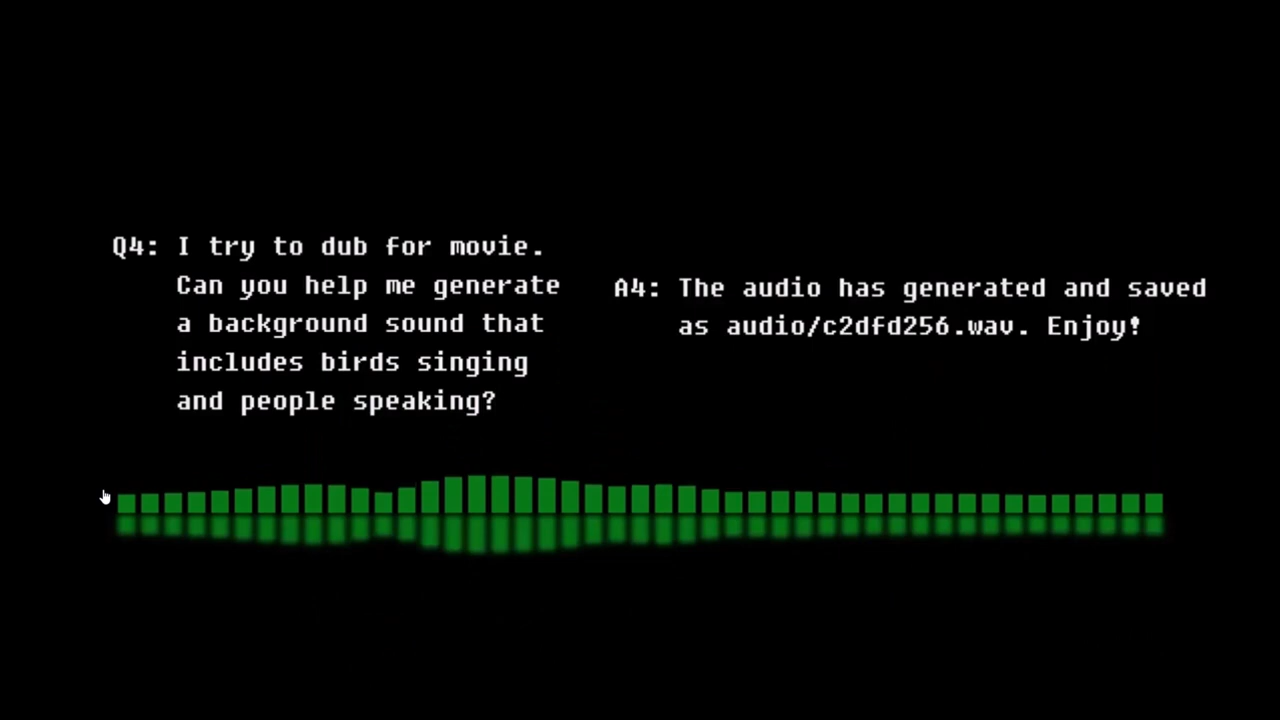 Q4: I try to dub for movie.
Can you help me generate
a background sound that
includes birds singing
and people speaking?
A4: The audio has generated and saved
as audio/c2dfd256.wav. Enjoy!